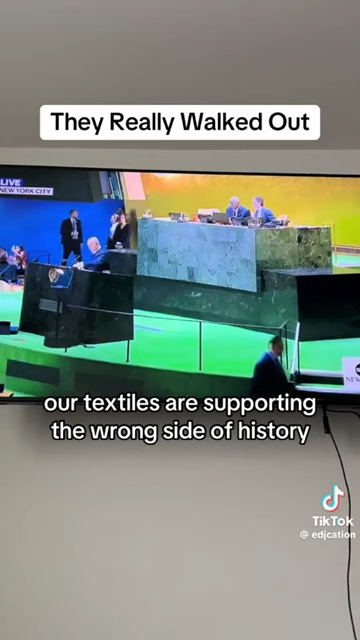 They Really Walked Out
LIVE
NEW YORK CITY
our textiles are supporting
the wrong side of history
TikTok
@ edjcation